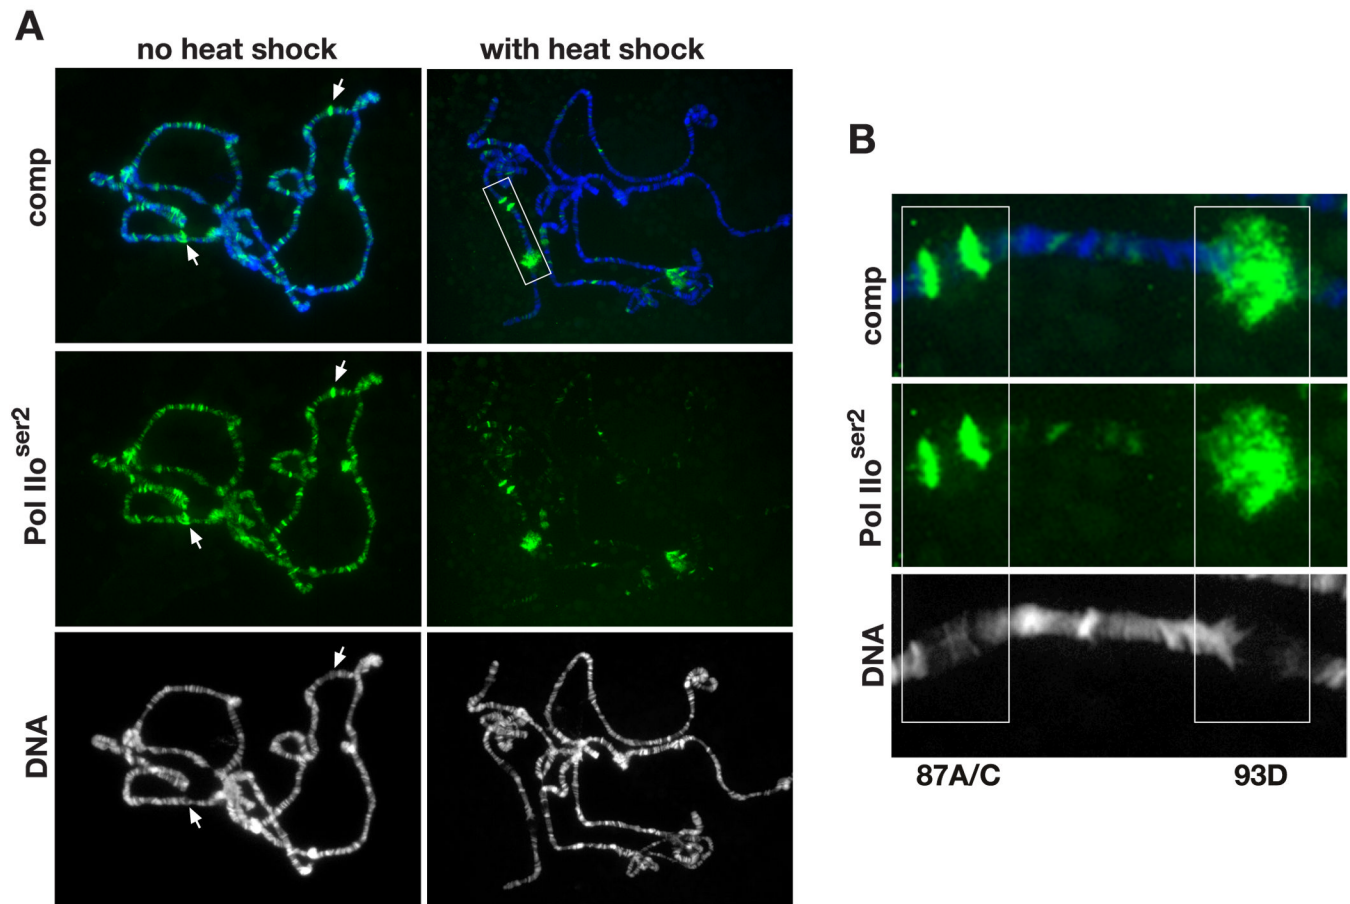 A
no heat shock
with heat shock
comp
Pol IIo^ser2
DNA
B
comp
Pol IIo^ser2
DNA
87A/C
93D